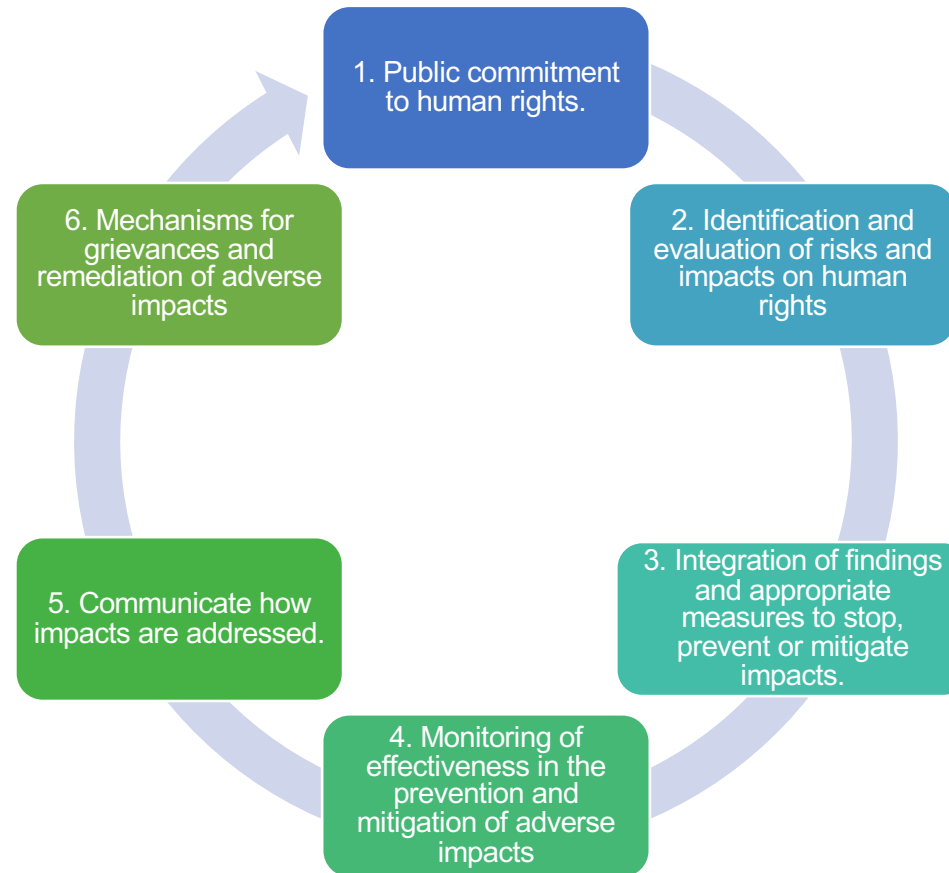 1. Public commitment
to human rights.
2. Identification and
evaluation of risks and
impacts on human
rights
3. Integration of findings
and appropriate
measures to stop,
prevent or mitigate
impacts.
4. Monitoring of
effectiveness in the
prevention and
mitigation of adverse
impacts
5. Communicate how
impacts are addressed.
6. Mechanisms for
grievances and
remediation of adverse
impacts